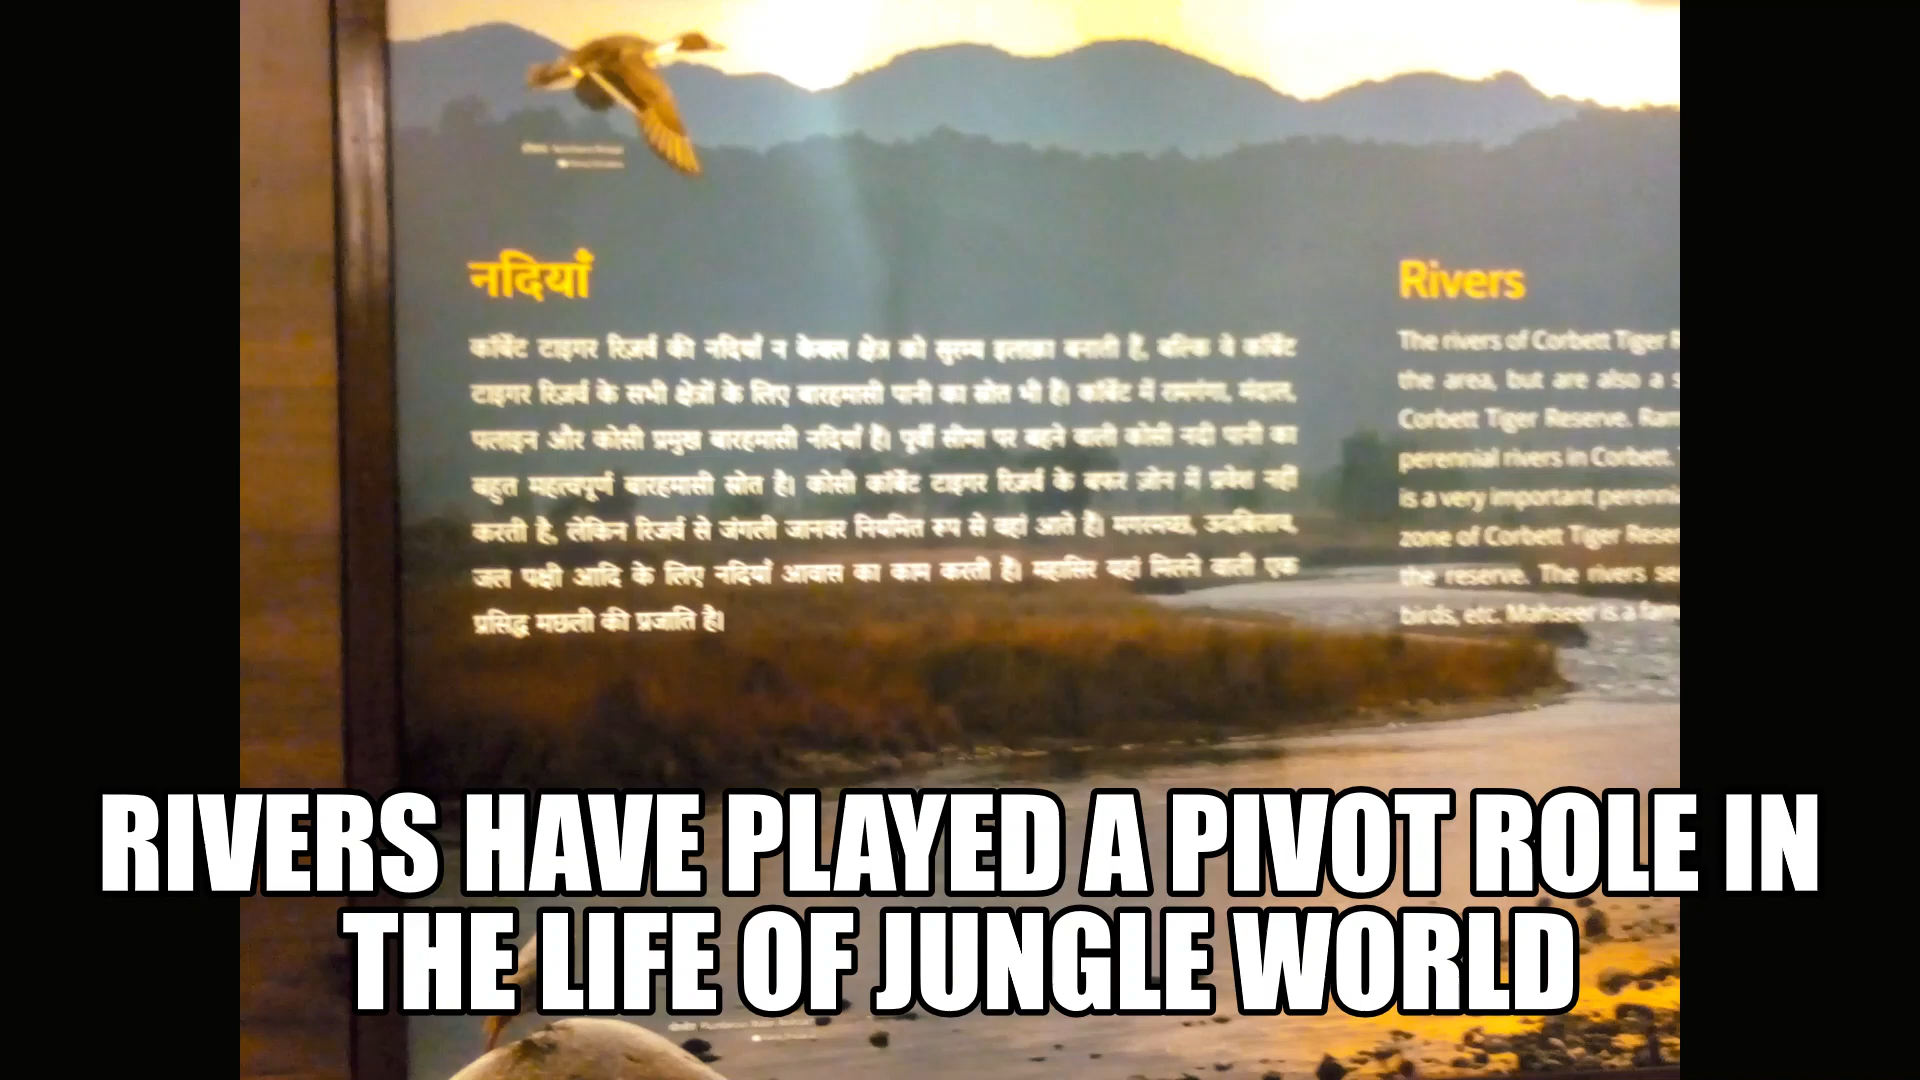 नदियाँ
कॉर्बेट टाइगर रिज़र्व की नदियाँ न केवल क्षेत्र को सुरम्य इलाक़ा बनाती हैं, बल्कि वे कॉर्बेट
टाइगर रिज़र्व के सभी क्षेत्रों के लिए बारहमासी पानी का स्रोत भी है। कॉर्बेट में रामगंगा, मंदाल,
पलाइन और कोसी प्रमुख बारहमासी नदियाँ है। पूर्वी सीमा पर बहने वाली कोसी नदी पानी का
बहुत महत्वपूर्ण बारहमासी स्रोत है। कोसी कॉर्बेट टाइगर रिज़र्व के बफर ज़ोन में प्रवेश नहीं
करती है, लेकिन रिजर्व से जंगली जानवर नियमित रूप से वहां आते हैं। मगरमच्छ, ऊदबिलाव,
जल पक्षी आदि के लिए नदियाँ आवास का काम करती है। महासिर यहां मिलने वाली एक
प्रसिद्ध मछली की प्रजाति है।
Rivers
The rivers of Corbett Tiger
the area, but are also a
Corbett Tiger Reserve.
perennial rivers in Corbett.
is a very important
zone of Corbett Tiger
the reserve. The rivers
birds, etc. Mahseer is a
RIVERS HAVE PLAYED A PIVOT ROLE IN
THE LIFE OF JUNGLE WORLD